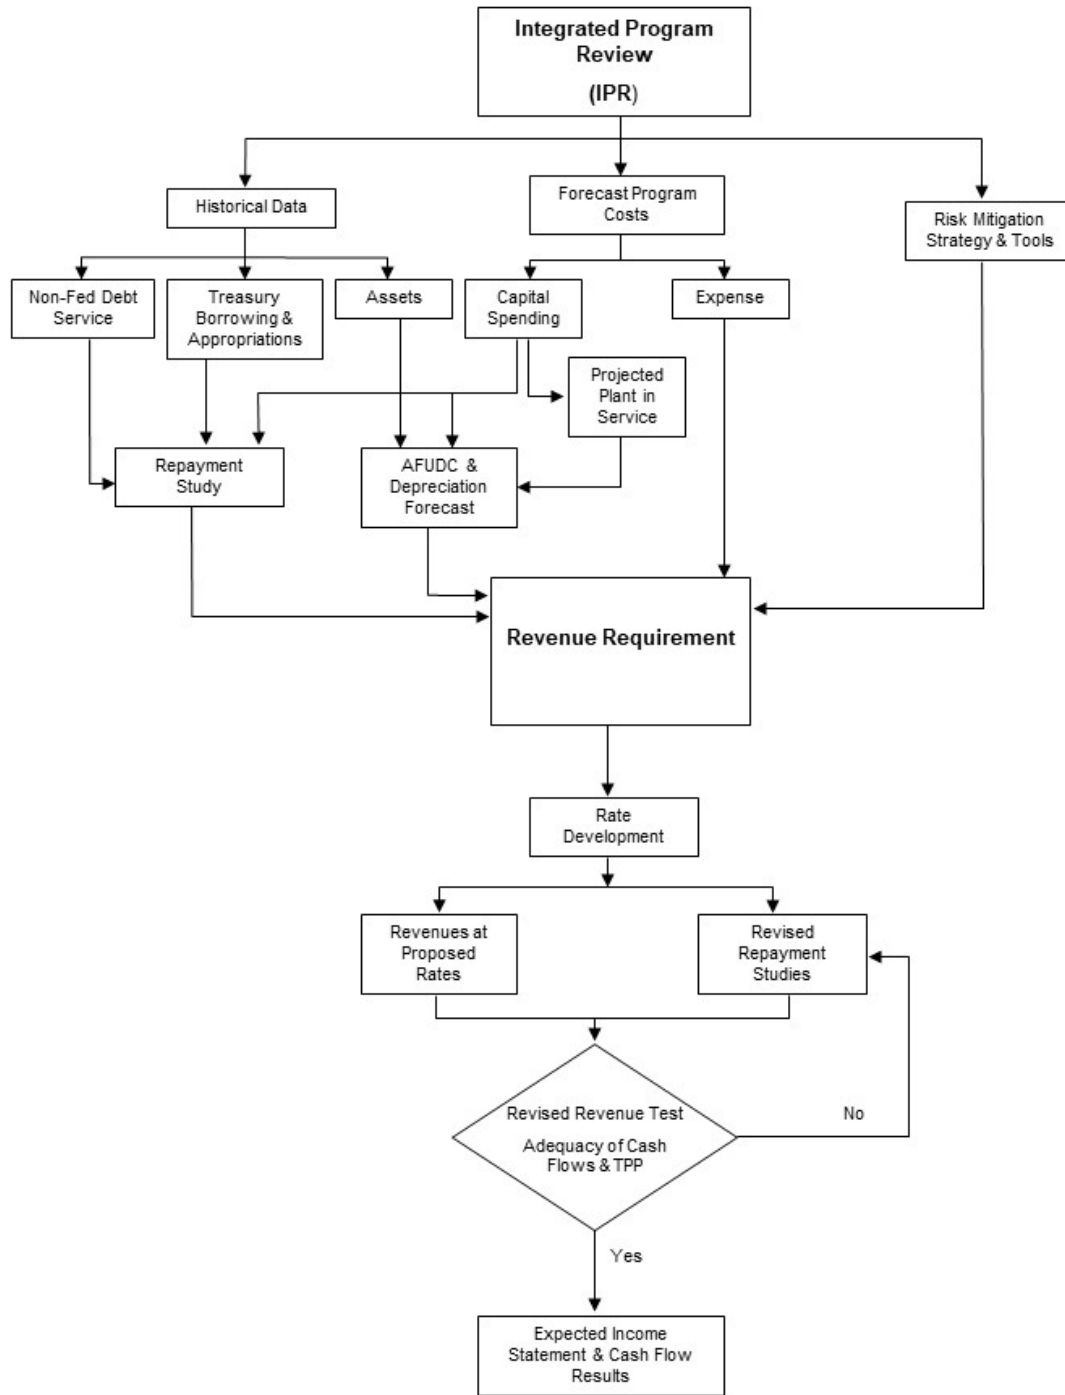 Integrated Program
Review
(IPR)
Historical Data
Forecast Program
Costs
Risk Mitigation
Strategy & Tools
Non-Fed Debt
Service
Treasury
Borrowing &
Appropriations
Assets
Capital
Spending
Expense
Projected
Plant in
Service
Repayment
Study
AFUDC &
Depreciation
Forecast
Revenue Requirement
Rate
Development
Revenues at
Proposed
Rates
Revised
Repayment
Studies
Revised Revenue Test
Adequacy of Cash
Flows & TPP
No
Yes
Expected Income
Statement & Cash Flow
Results